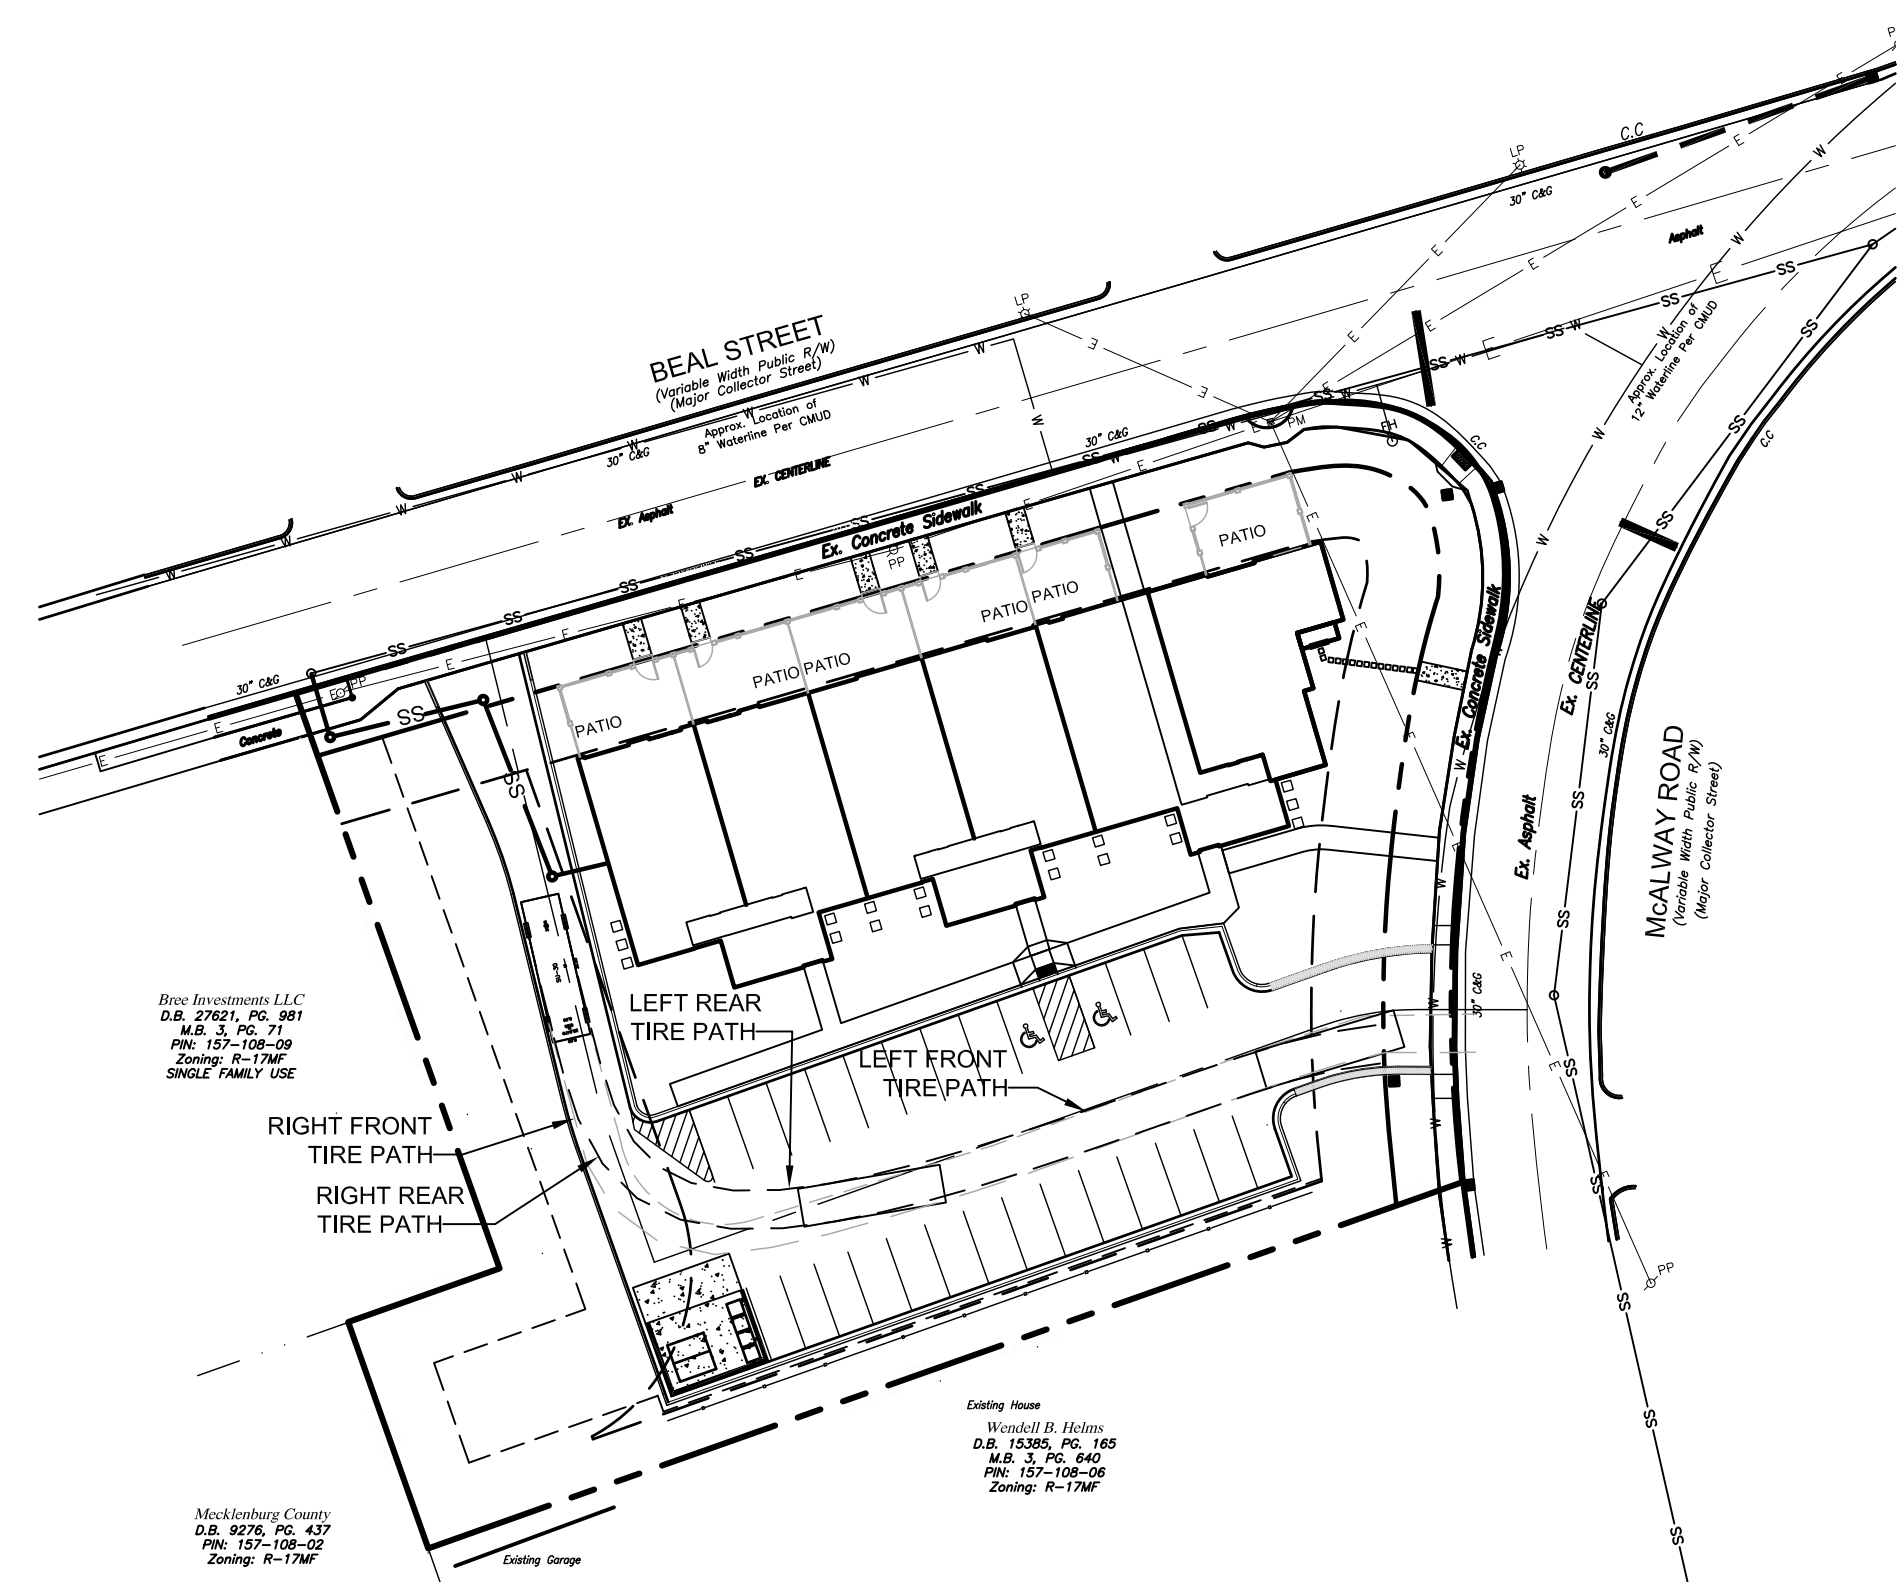 P
E
C.C
LP
30" C&G
E
W
Asphalt
E
W
SS
LP
BEAL STREET
(Variable Width Public R/W)
(Major Collector Street)
Approx. Location of
8" Waterline Per CMUD
30" C&G
EX. CENTERLINE
EX. Asphalt
30" C&G
PM
FH
C.C
Approx. Location of
12" Waterline Per CMUD
C.C
Ex. Concrete Sidewalk
PP
PATIO
PATIO PATIO
PATIO PATIO
PATIO
30" C&G
PP
Concrete
SS
SS
Ex. Concrete Sidewalk
Ex. CENTERLINE
30" C&G
McALWAY ROAD
(Variable Width Public R/W)
(Major Collector Street)
Ex. Asphalt
30" C&G
Bree Investments LLC
D.B. 27621, PG. 981
M.B. 3, PG. 71
PIN: 157-108-09
Zoning: R-17MF
SINGLE FAMILY USE
LEFT REAR
TIRE PATH
LEFT FRONT
TIRE PATH
RIGHT FRONT
TIRE PATH
RIGHT REAR
TIRE PATH
PP
Existing House
Wendell B. Helms
D.B. 15385, PG. 165
M.B. 3, PG. 640
PIN: 157-108-06
Zoning: R-17MF
Mecklenburg County
D.B. 9276, PG. 437
PIN: 157-108-02
Zoning: R-17MF
Existing Garage